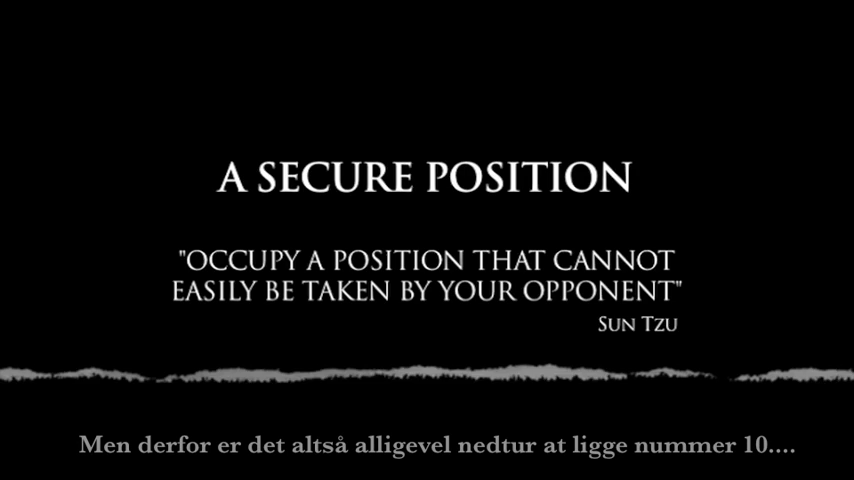 A SECURE POSITION
"OCCUPY A POSITION THAT CANNOT
EASILY BE TAKEN BY YOUR OPPONENT"
SUN TZU
Men derfor er det altså alligevel nedtur at ligge nummer 10....